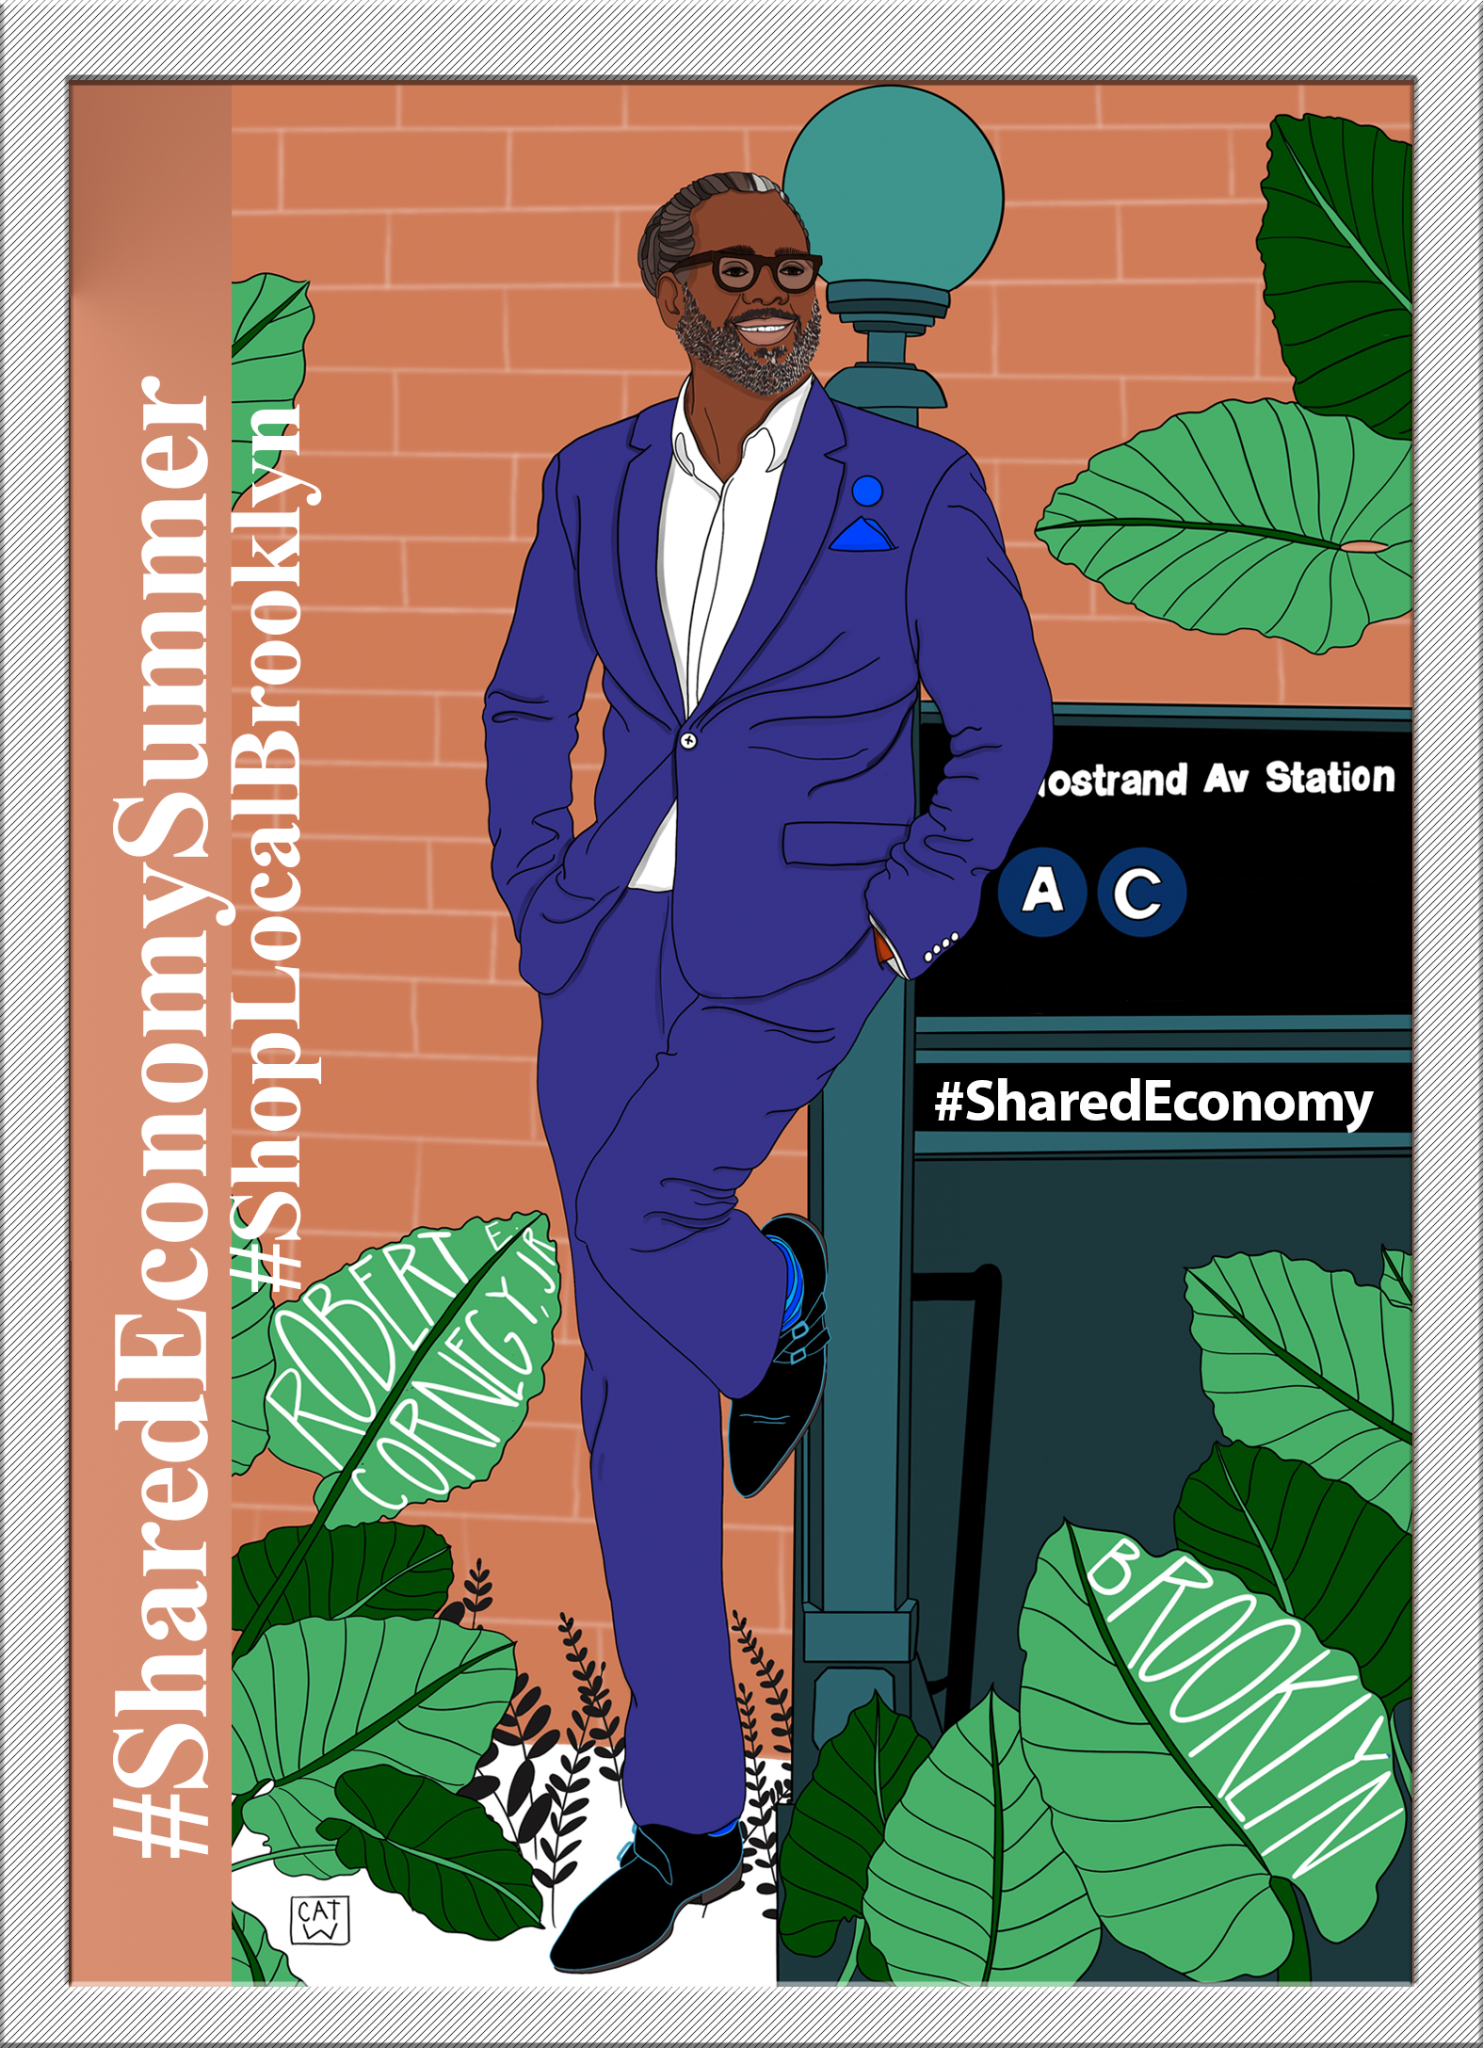 #SharedEconomySummer
#ShopLocalBrooklyn
ostrand Av Station
A C
#SharedEconomy
ROBERT E.
CORNEGY, JR
BROOKLYN
CAT
W